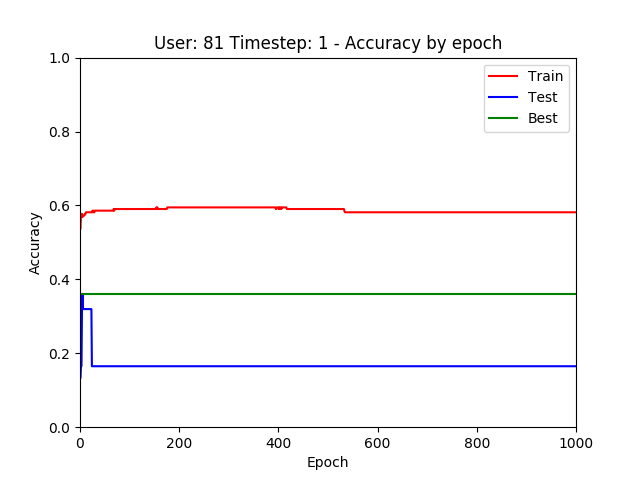 User: 81 Timestep: 1 - Accuracy by epoch
1.0
0.8
0.6
0.4
0.2
0.0
Accuracy
Train
Test
Best
0 200 400 600 800 1000
Epoch